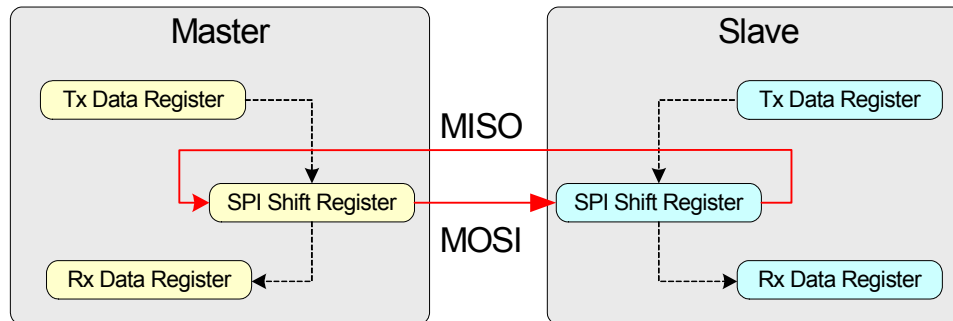 Master
Slave
Tx Data Register
Tx Data Register
MISO
SPI Shift Register
SPI Shift Register
MOSI
Rx Data Register
Rx Data Register